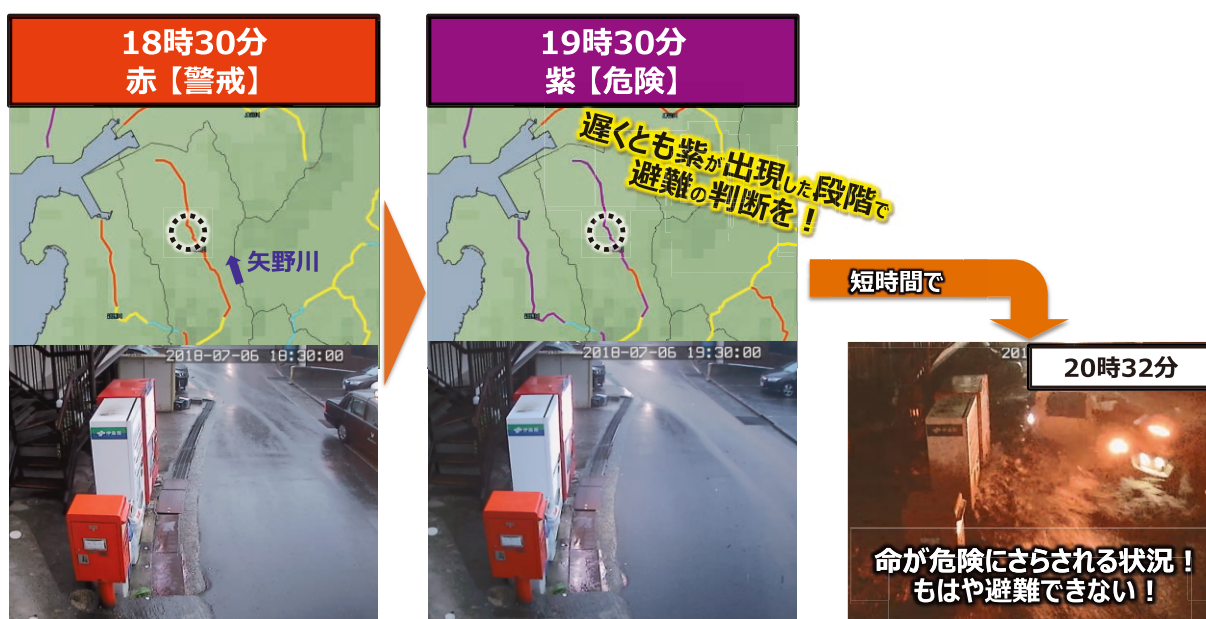 18時30分
赤【警戒】
19時30分
紫【危険】
遅くとも紫が出現した段階で
避難の判断を！
矢野川
短時間で
2018-07-06 18:30:00
2018-07-06 19:30:00
201
20時32分
命が危険にさらされる状況！
もはや避難できない！